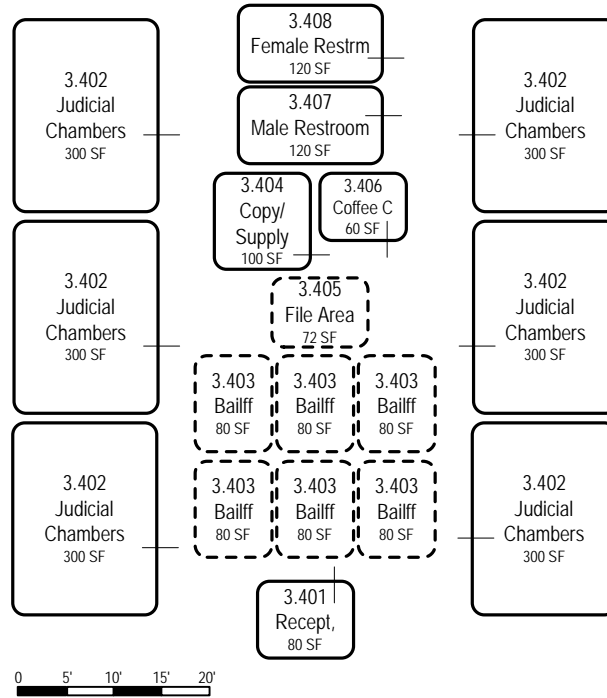 3.408
Female Restrm
120 SF
3.402
Judicial
Chambers
300 SF
3.407
Male Restroom
120 SF
3.402
Judicial
Chambers
300 SF
3.404
Copy/
Supply
100 SF
3.406
Coffee C
60 SF
3.402
Judicial
Chambers
300 SF
3.405
File Area
72 SF
3.402
Judicial
Chambers
300 SF
3.403
Bailff
80 SF
3.403
Bailff
80 SF
3.403
Bailff
80 SF
3.402
Judicial
Chambers
300 SF
3.403
Bailff
80 SF
3.403
Bailff
80 SF
3.403
Bailff
80 SF
3.402
Judicial
Chambers
300 SF
3.401
Recept,
80 SF
0 5' 10' 15' 20'